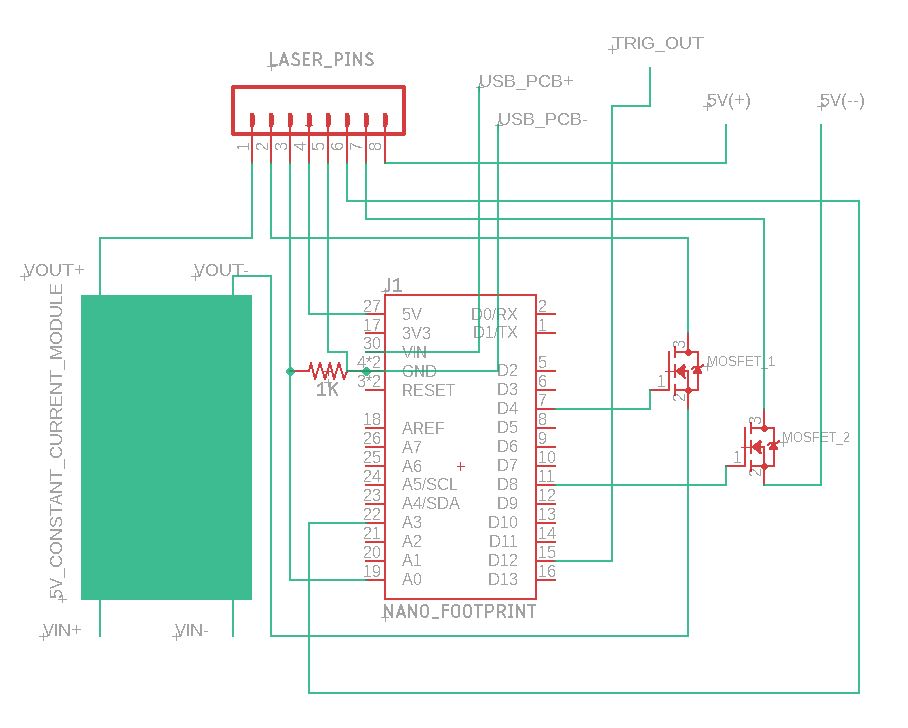 TRIG_OUT
LASER_PINS
USB_PCB+
5V(+)
5V(--)
USB_PCB-
1 2 3 4 5 6 7 8
VOUT+
VOUT-
5V_CONSTANT_CURRENT_MODULE
VIN+
VIN-
1K
J1
27 5V D0/RX 2
17 3V3 D1/TX 1
30 VIN
4*2 GND D2 5
3*2 RESET D3 6
D4 7
18 AREF D5 8
26 A7 D6 9
25 A6 D7 10
24 A5/SCL D8 11
23 A4/SDA D9 12
22 A3 D10 13
21 A2 D11 14
20 A1 D12 15
19 A0 D13 16
NANO_FOOTPRINT
3
1
2
MOSFET_1
3
1
2
MOSFET_2